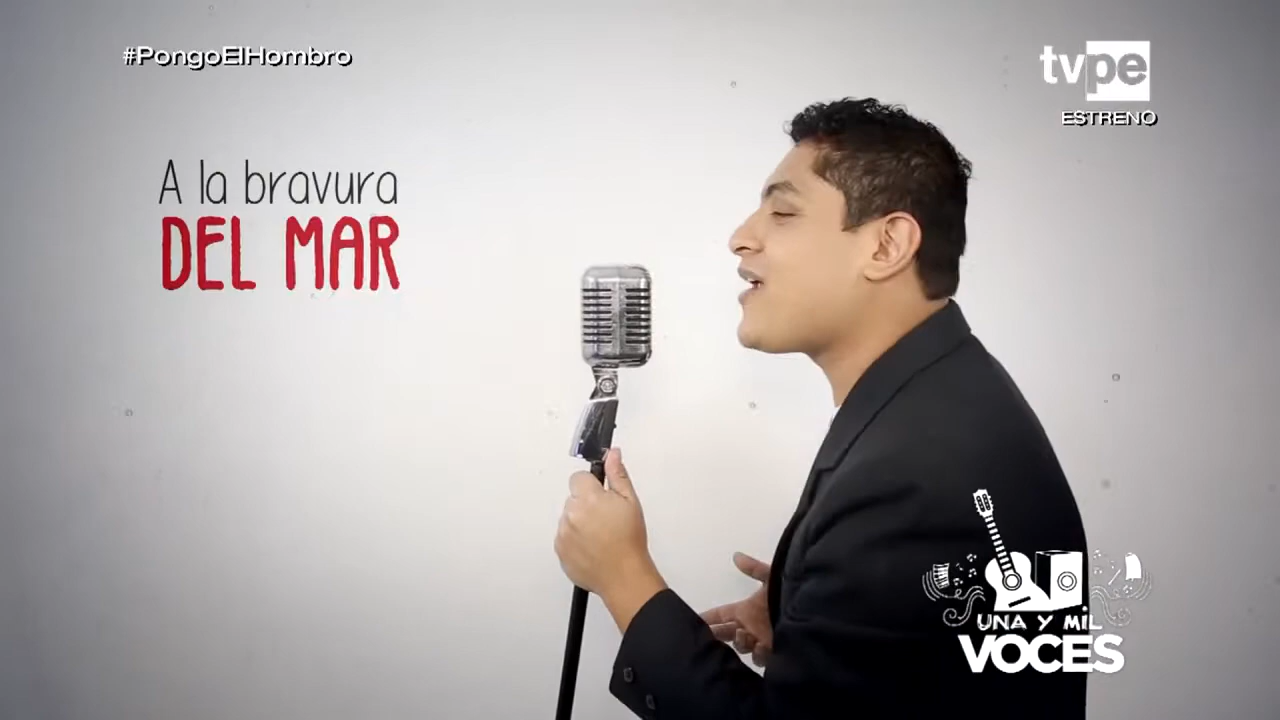 #PongoElHombro
tvpe
ESTRENO
A la bravura
DEL MAR
UNA Y MIL
VOCES